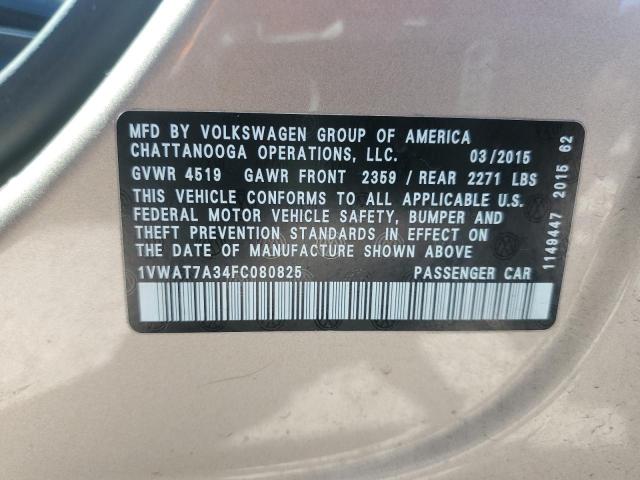 MFD BY VOLKSWAGEN GROUP OF AMERICA
CHATTANOOGA OPERATIONS, LLC. 03/2015
GVWR 4519 GAWR FRONT 2359 / REAR 2271 LBS
THIS VEHICLE CONFORMS TO ALL APPLICABLE U.S.
FEDERAL MOTOR VEHICLE SAFETY, BUMPER AND
THEFT PREVENTION STANDARDS IN EFFECT ON
THE DATE OF MANUFACTURE SHOWN ABOVE
1VWAT7A34FC080825 PASSENGER CAR
1149447 2015 62